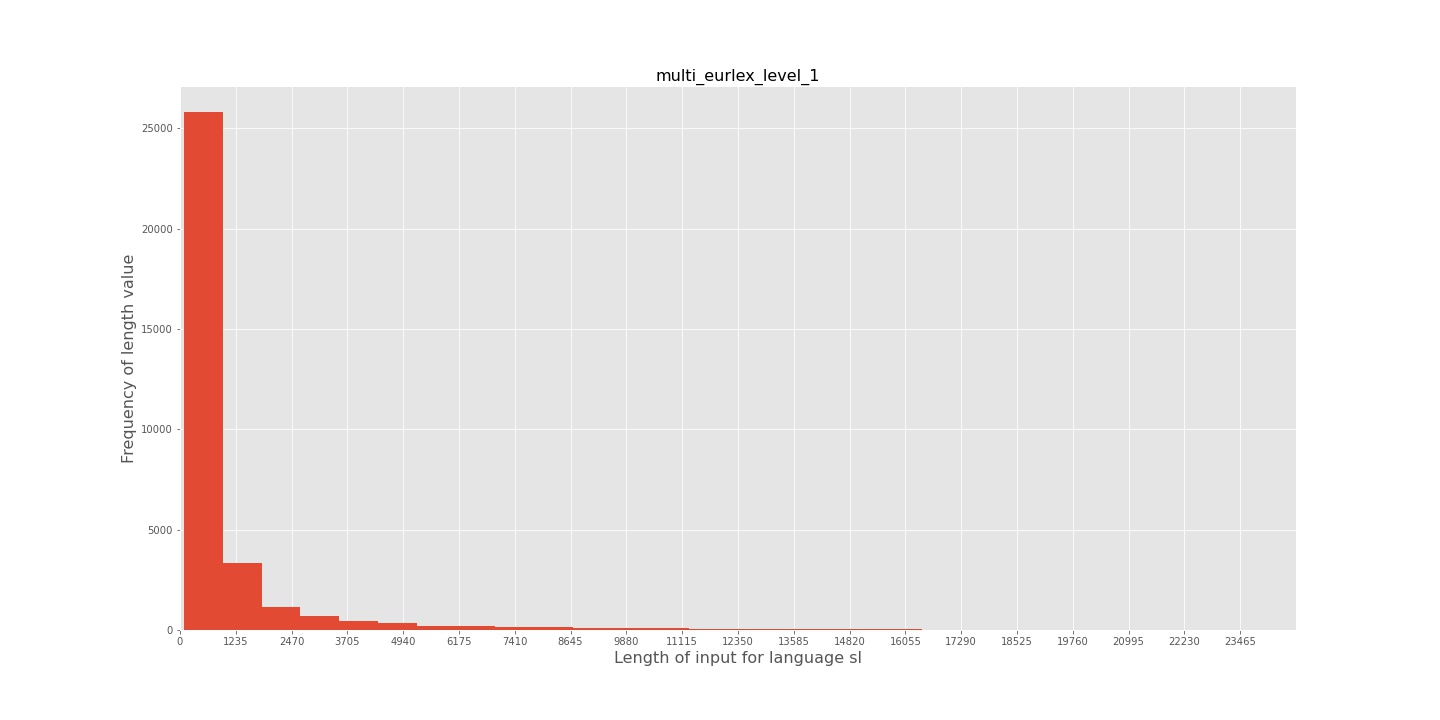 multi_eurlex_level_1
Frequency of length value
25000
20000
15000
10000
5000
0
0 1235 2470 3705 4940 6175 7410 8645 9880 11115 12350 13585 14820 16055 17290 18525 19760 20995 22230 23465
Length of input for language sl